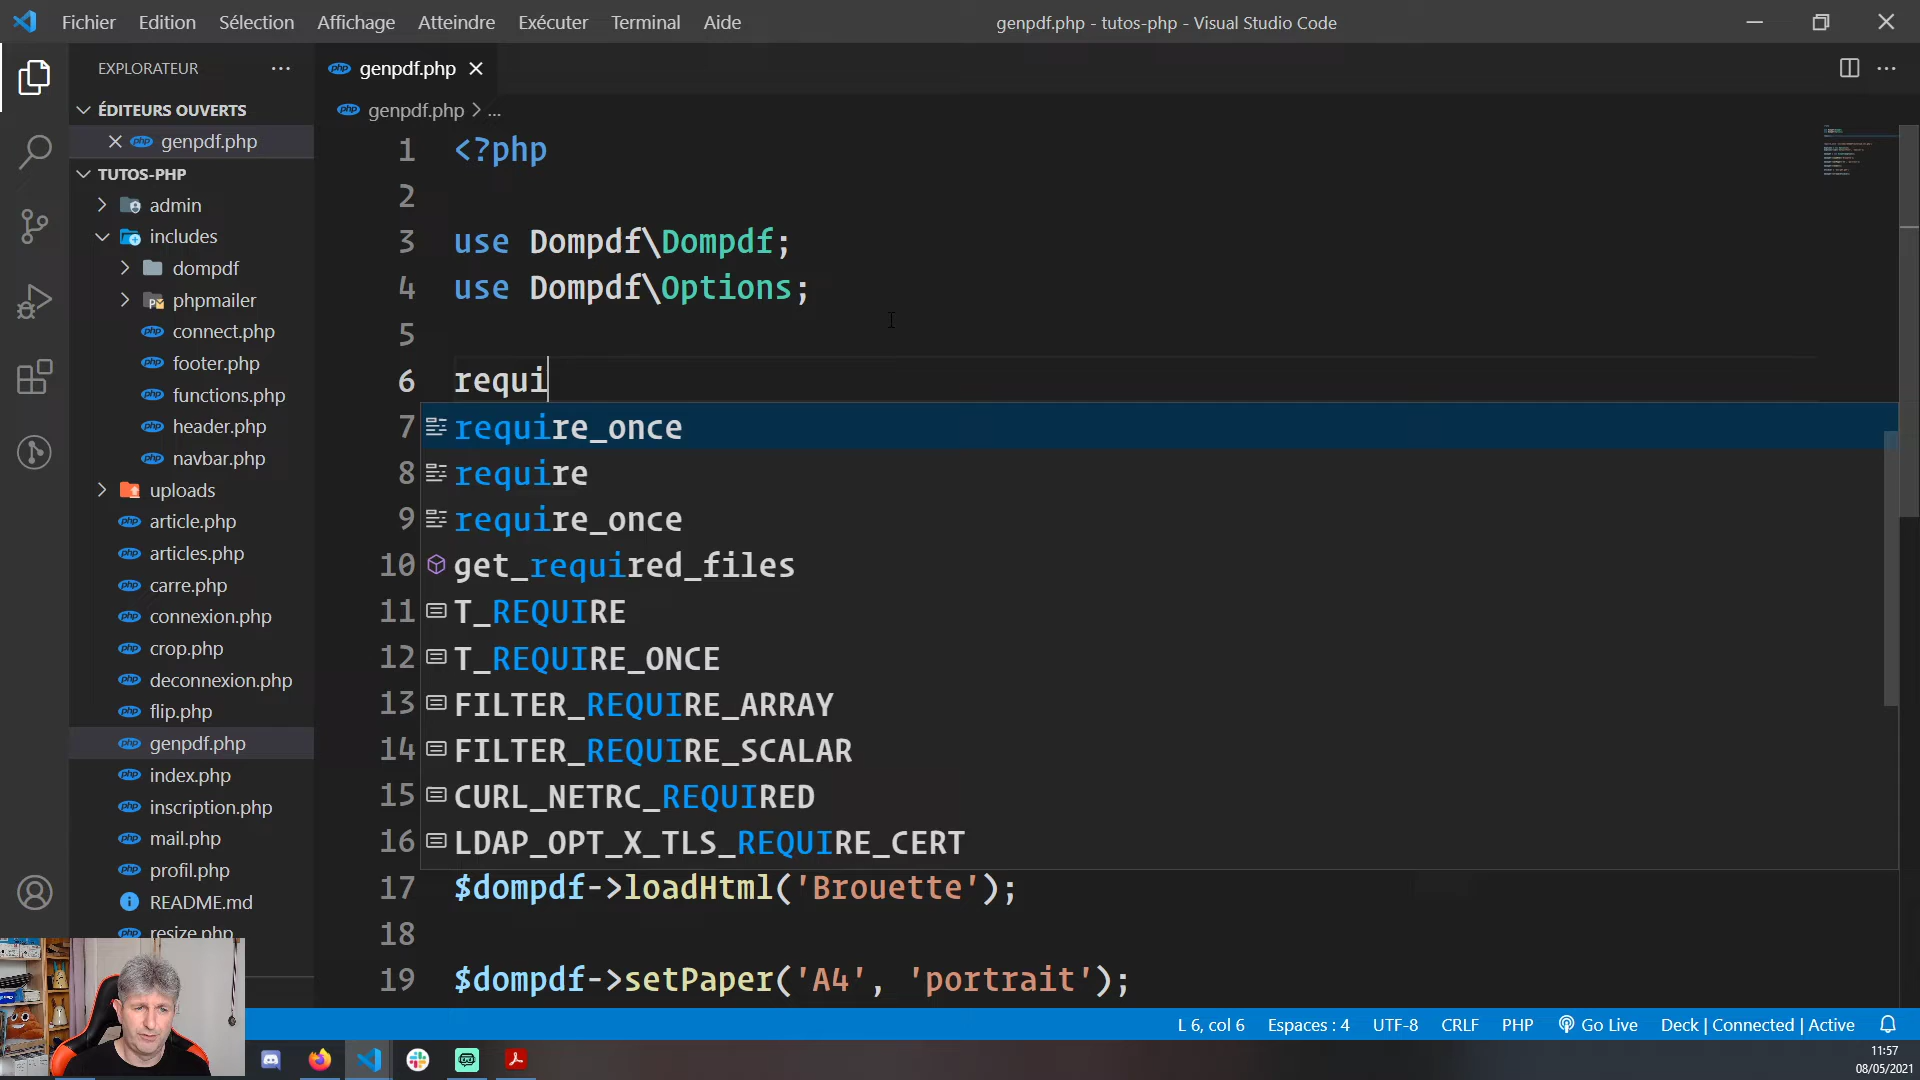 Fichier Edition Sélection Affichage Atteindre Exécuter Terminal Aide
genpdf.php - tutos-php - Visual Studio Code
EXPLORATEUR
ÉDITEURS OUVERTS
genpdf.php
TUTOS-PHP
admin
includes
dompdf
phpmailer
connect.php
footer.php
functions.php
header.php
navbar.php
uploads
article.php
articles.php
carre.php
connexion.php
crop.php
deconnexion.php
flip.php
genpdf.php
index.php
inscription.php
mail.php
profil.php
README.md
resize.php
genpdf.php
genpdf.php > ...
1 <?php
2
3 use Dompdf\Dompdf;
4 use Dompdf\Options;
5
6 requi
7 require_once
8 require
9 require_once
10 get_required_files
11 T_REQUIRE
12 T_REQUIRE_ONCE
13 FILTER_REQUIRE_ARRAY
14 FILTER_REQUIRE_SCALAR
15 CURL_NETRC_REQUIRED
16 LDAP_OPT_X_TLS_REQUIRE_CERT
17 $dompdf->loadHtml('Brouette');
18
19 $dompdf->setPaper('A4', 'portrait');
L 6, col 6 Espaces : 4 UTF-8 CRLF PHP Go Live Deck | Connected | Active
11:57
08/05/2021